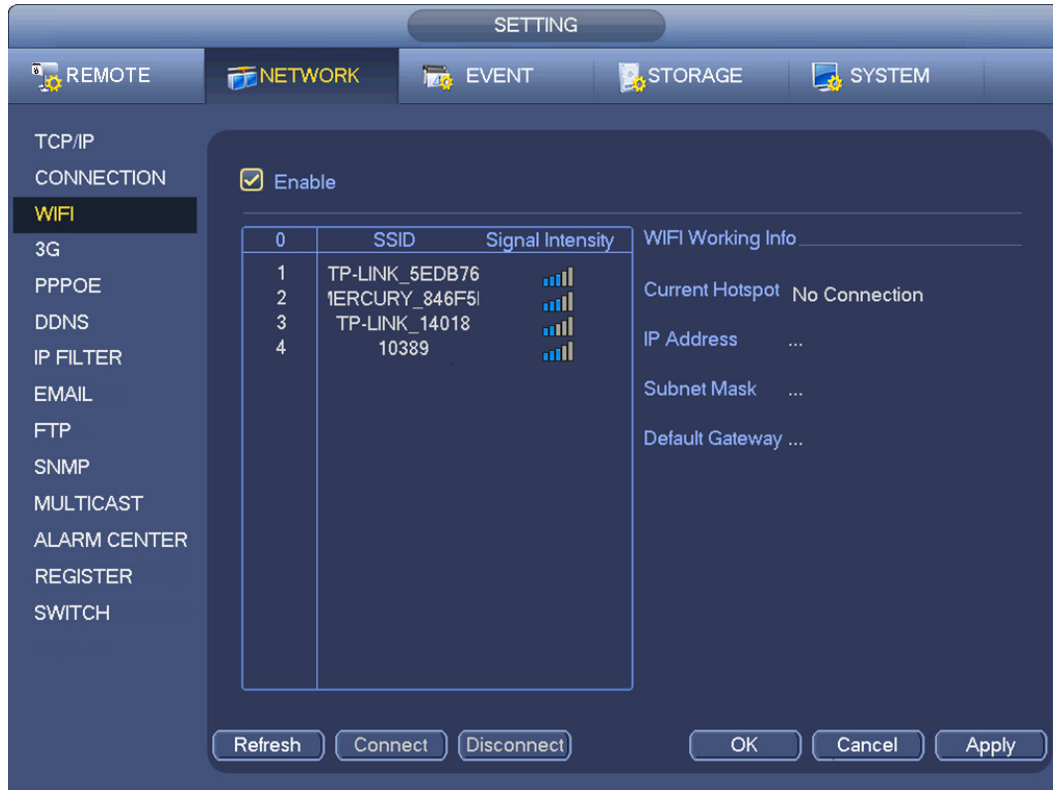 SETTING
REMOTE NETWORK EVENT STORAGE SYSTEM
TCP/IP
CONNECTION
WIFI
3G
PPPOE
DDNS
IP FILTER
EMAIL
FTP
SNMP
MULTICAST
ALARM CENTER
REGISTER
SWITCH
Enable
0 SSID Signal Intensity
1 TP-LINK_5EDB76
2
3 TP-LINK_14018
4 10389
WIFI Working Info
Current Hotspot No Connection
IP Address ...
Subnet Mask ...
Default Gateway ...
Refresh Connect Disconnect OK Cancel Apply